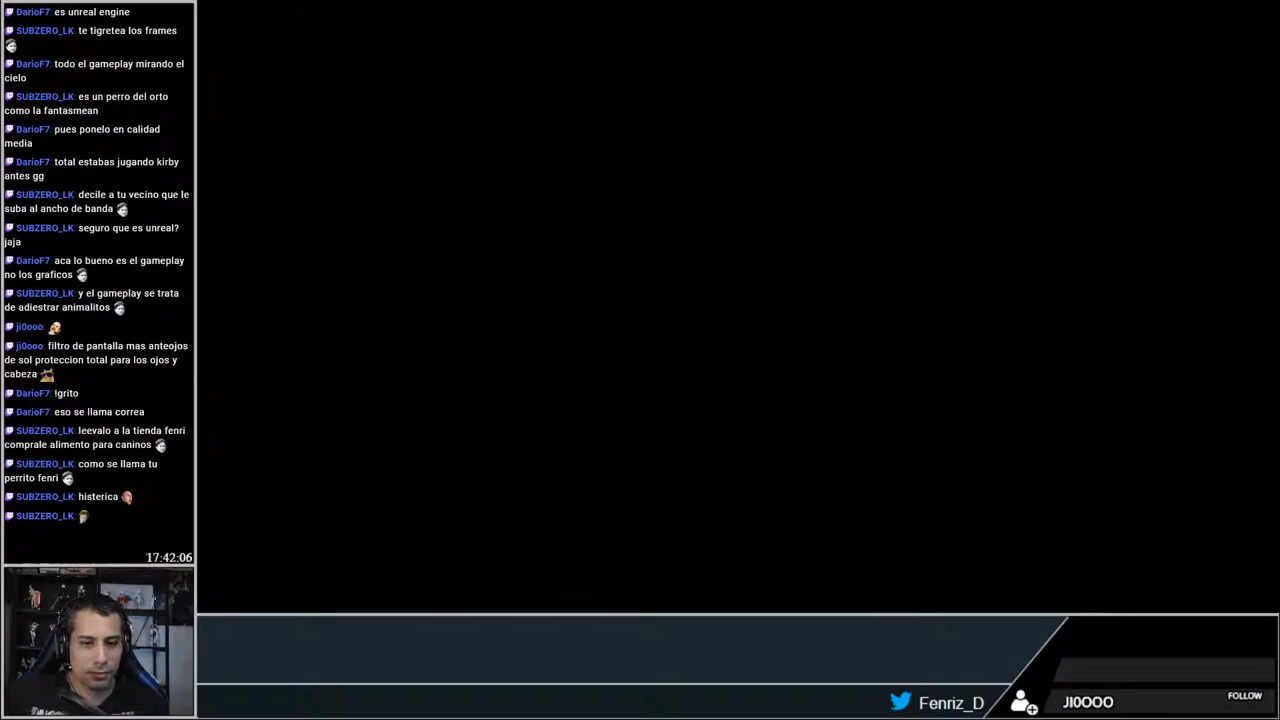 DarioF7: es unreal engine
SUBZERO_LK: te tigretea los frames
DarioF7: todo el gameplay mirando el
cielo
SUBZERO_LK: es un perro del orto
como la fantasmean
DarioF7: pues ponelo en calidad
media
DarioF7: total estabas jugando kirby
antes gg
SUBZERO_LK: decile a tu vecino que le
suba al ancho de banda
SUBZERO_LK: seguro que es unreal?
jaja
DarioF7: aca lo bueno es el gameplay
no los graficos
SUBZERO_LK: y el gameplay se trata
de adiestrar animalitos
ji0ooo:
ji0ooo: filtro de pantalla mas anteojos
de sol proteccion total para los ojos y
cabeza
DarioF7: !grito
DarioF7: eso se llama correa
SUBZERO_LK: leevalo a la tienda fenri
comprale alimento para caninos
SUBZERO_LK: como se llama tu
perrito fenri
SUBZERO_LK: histerica
SUBZERO_LK:
17:42:06
Fenriz_D
JI0OOO
FOLLOW